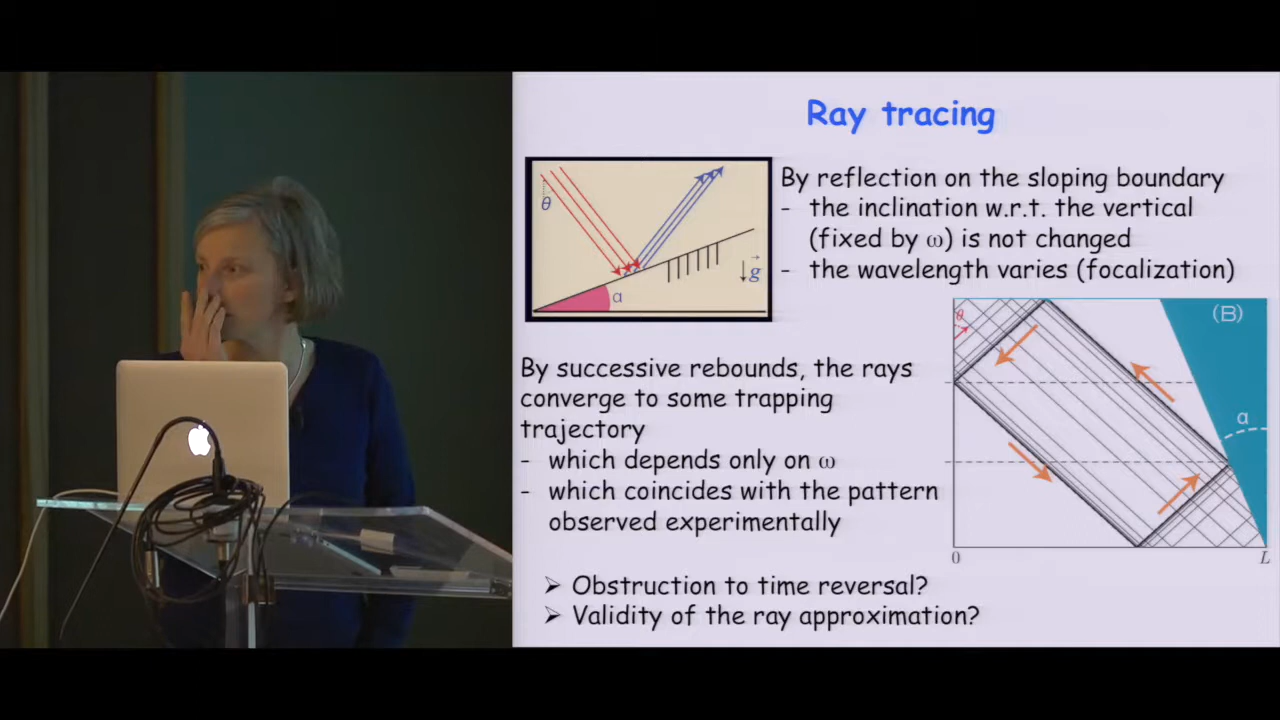 Ray tracing
θ
α
g
By reflection on the sloping boundary
- the inclination w.r.t. the vertical
(fixed by ω) is not changed
- the wavelength varies (focalization)
By successive rebounds, the rays
converge to some trapping
trajectory
- which depends only on ω
- which coincides with the pattern
observed experimentally
θ
(B)
α
0
L
➤ Obstruction to time reversal?
➤ Validity of the ray approximation?